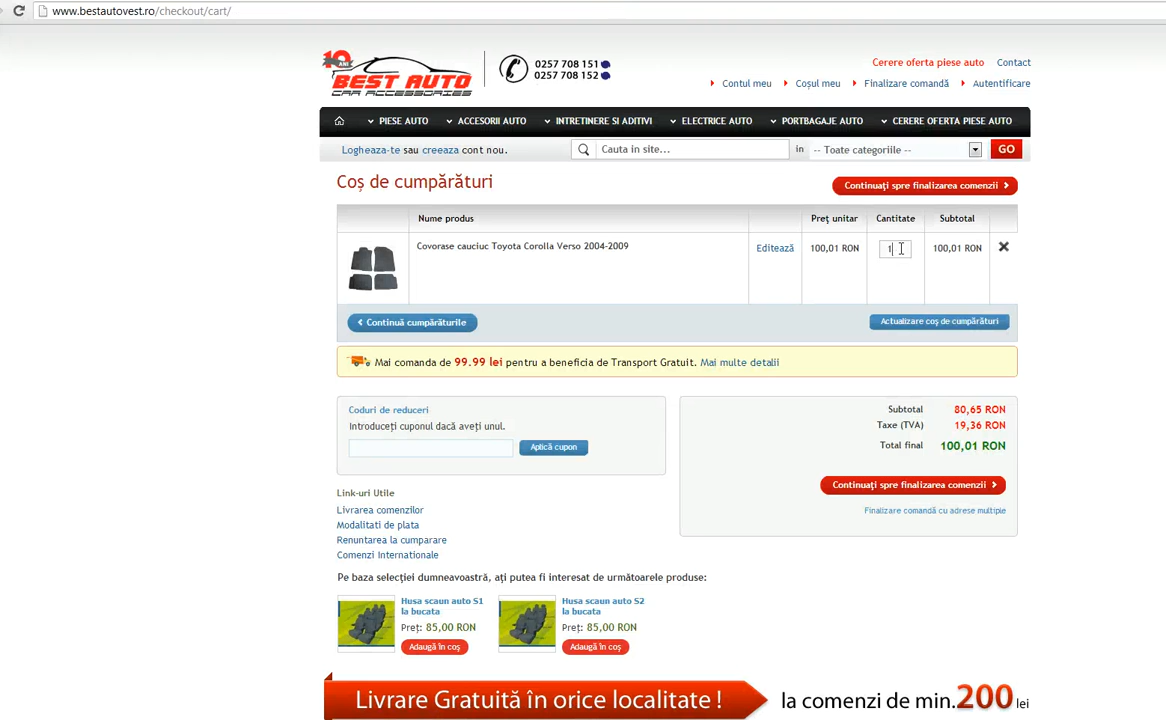 www.bestautovest.ro/checkout/cart/
10 ANI
BEST AUTO
CAR ACCESSORIES
0257 708 151
0257 708 152
Cerere oferta piese auto
Contact
Contul meu
Coșul meu
Finalizare comandă
Autentificare
PIESE AUTO
ACCESORII AUTO
INTRETINERE SI ADITIVI
ELECTRICE AUTO
PORTBAGAJE AUTO
CERERE OFERTA PIESE AUTO
Logheaza-te sau creeaza cont nou.
Cauta in site...
in
-- Toate categoriile --
GO
Coș de cumpărături
Continuați spre finalizarea comenzii
Nume produs
Preț unitar
Cantitate
Subtotal
Covorase cauciuc Toyota Corolla Verso 2004-2009
Editează
100,01 RON
1
100,01 RON
Continuă cumpărăturile
Actualizare coș de cumpărături
Mai comanda de 99.99 lei pentru a beneficia de Transport Gratuit. Mai multe detalii
Coduri de reduceri
Introduceți cuponul dacă aveți unul.
Aplică cupon
Subtotal 80,65 RON
Taxe (TVA) 19,36 RON
Total final 100,01 RON
Continuați spre finalizarea comenzii
Finalizare comandă cu adrese multiple
Link-uri Utile
Livrarea comenzilor
Modalitati de plata
Renuntarea la cumparare
Comenzi Internationale
Pe baza selecției dumneavoastră, ați putea fi interesat de următoarele produse:
Husa scaun auto S1
la bucata
Preț: 85,00 RON
Adaugă în coș
Husa scaun auto S2
la bucata
Preț: 85,00 RON
Adaugă în coș
Livrare Gratuită în orice localitate !
la comenzi de min.200 lei